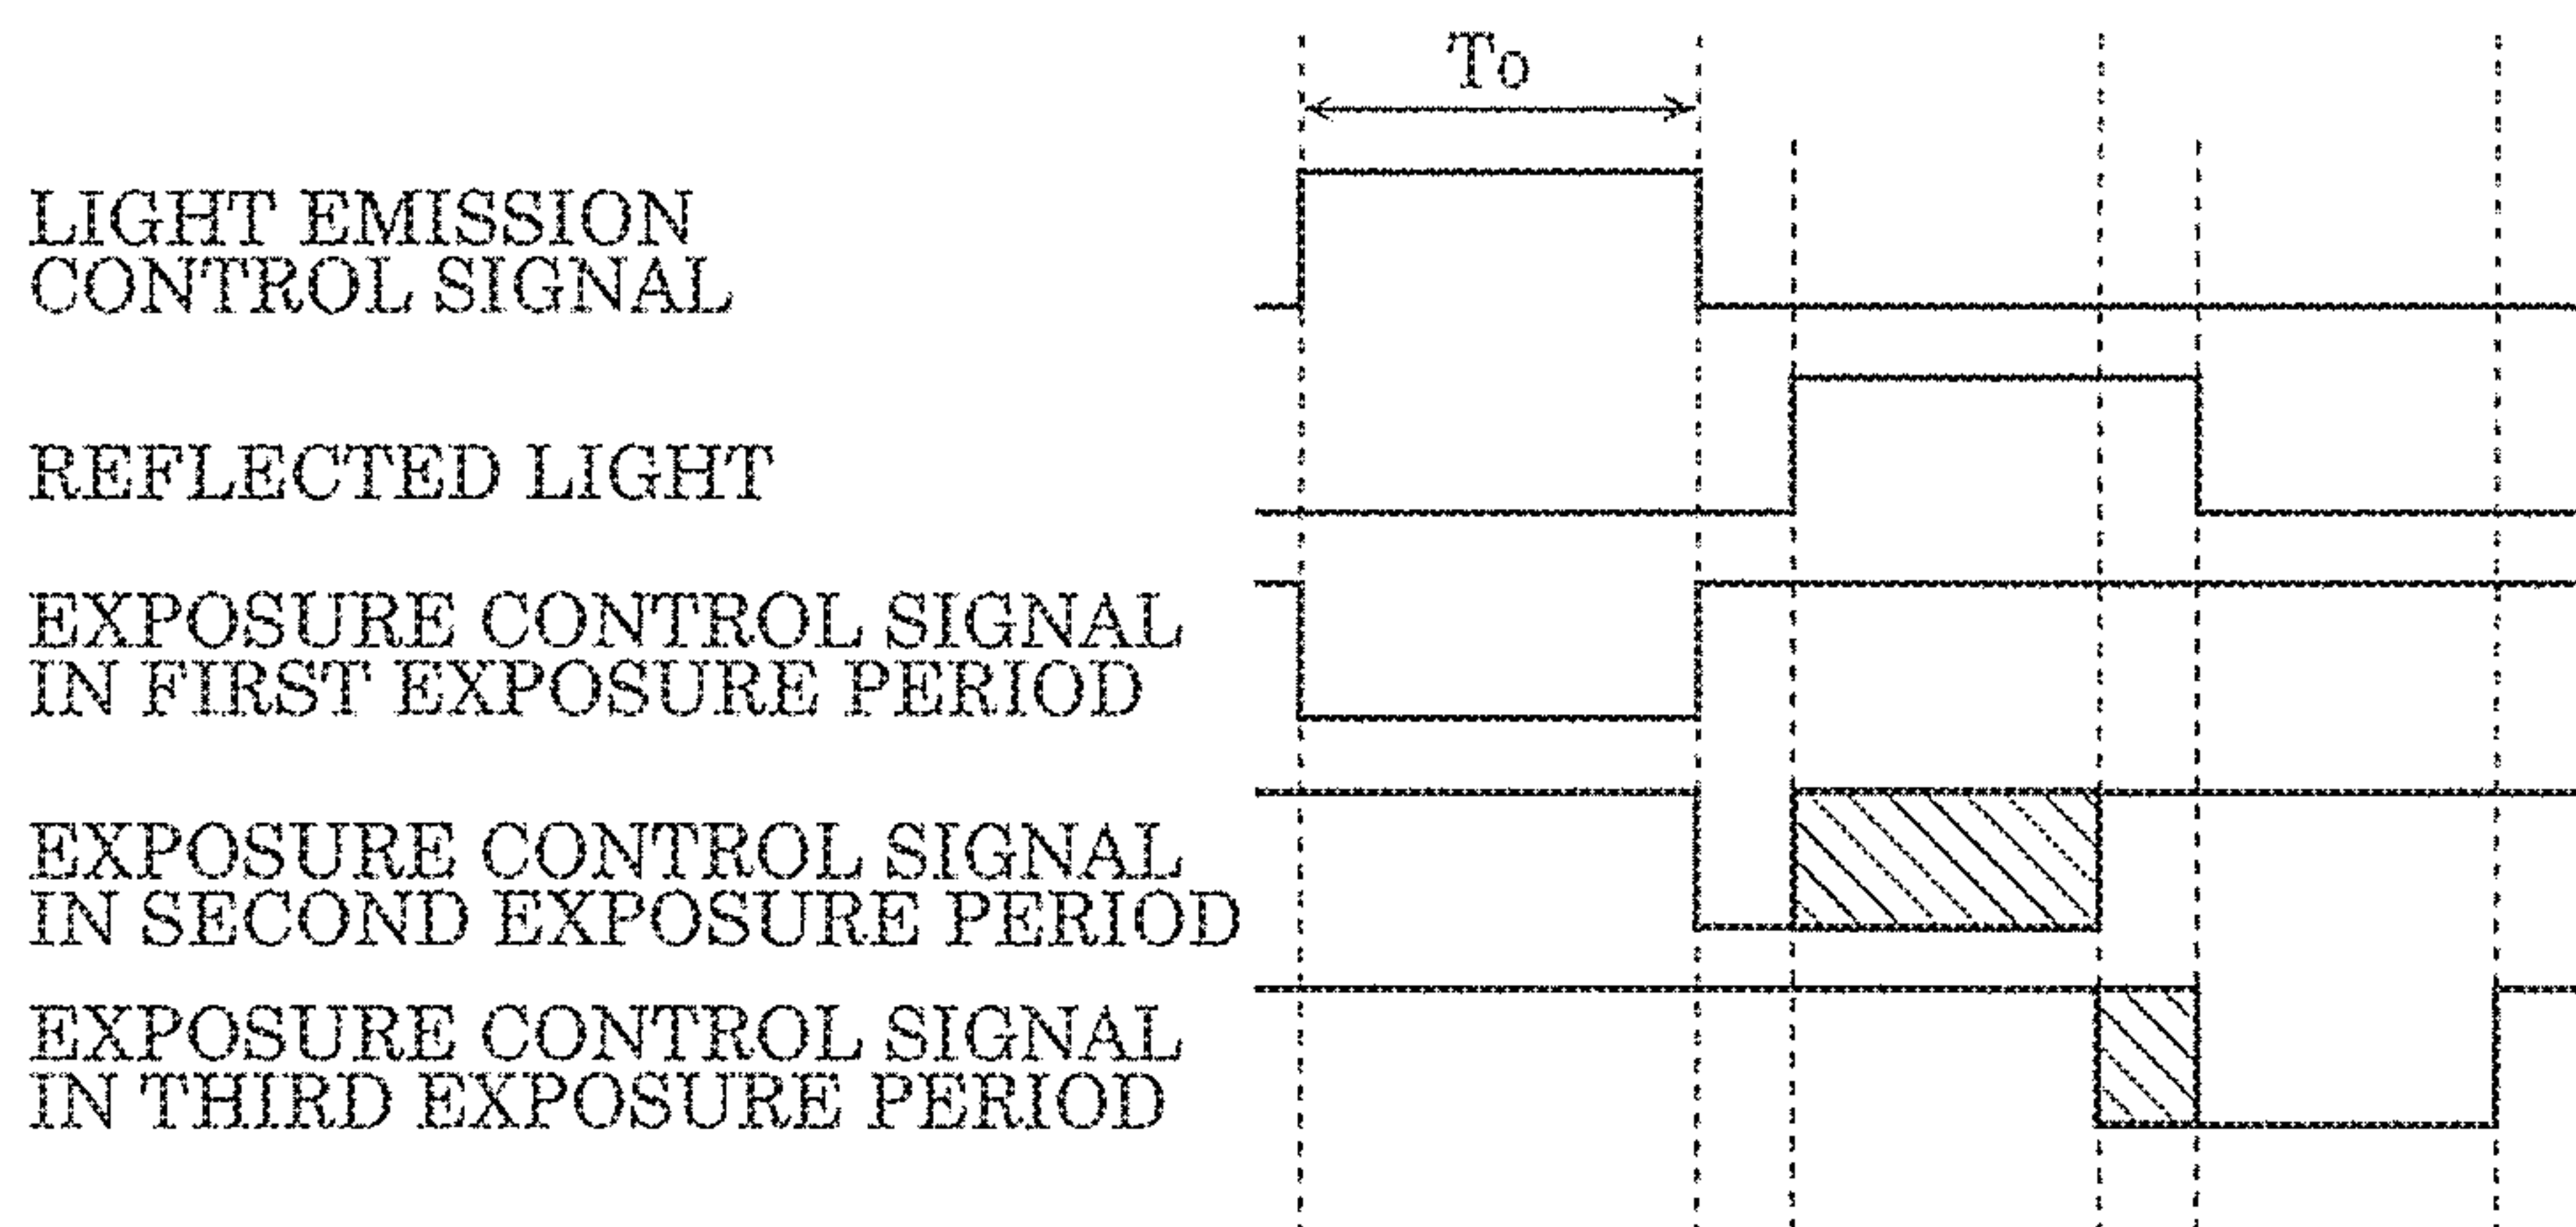 To
LIGHT EMISSION
CONTROL SIGNAL
REFLECTED LIGHT
EXPOSURE CONTROL SIGNAL
IN FIRST EXPOSURE PERIOD
EXPOSURE CONTROL SIGNAL
IN SECOND EXPOSURE PERIOD
EXPOSURE CONTROL SIGNAL
IN THIRD EXPOSURE PERIOD